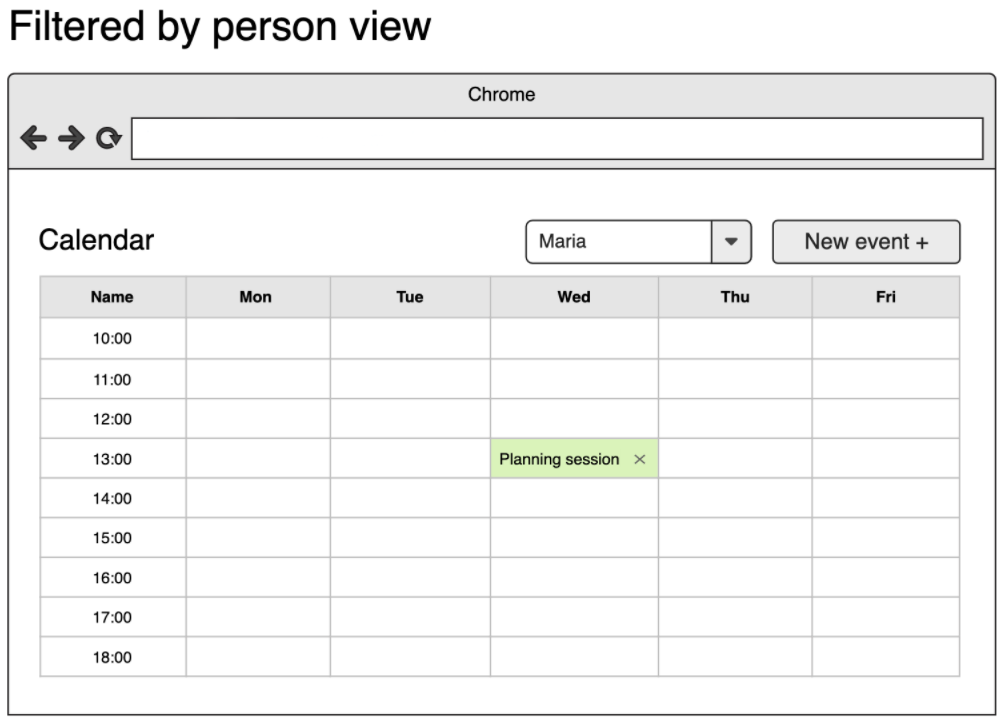 Filtered by person view
Chrome
Calendar
Maria
New event +
Name Mon Tue Wed Thu Fri
10:00
11:00
12:00
13:00 Planning session ×
14:00
15:00
16:00
17:00
18:00